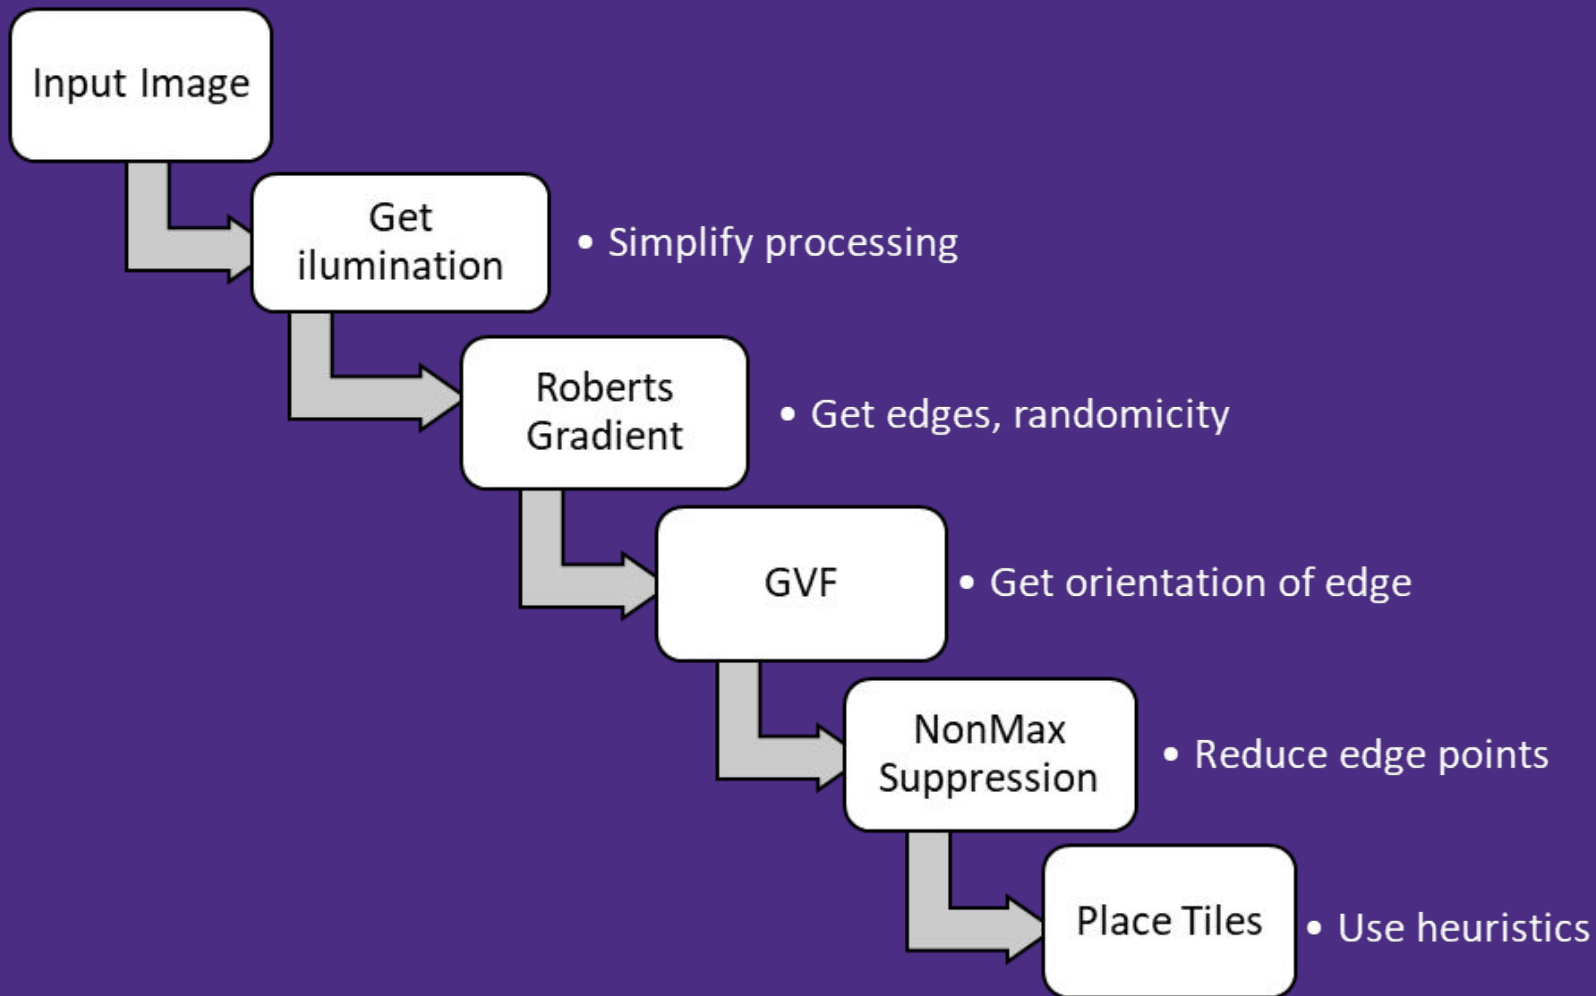 Input Image
Get
ilumination
• Simplify processing
Roberts
Gradient
• Get edges, randomicity
GVF
• Get orientation of edge
NonMax
Suppression
• Reduce edge points
Place Tiles
• Use heuristics